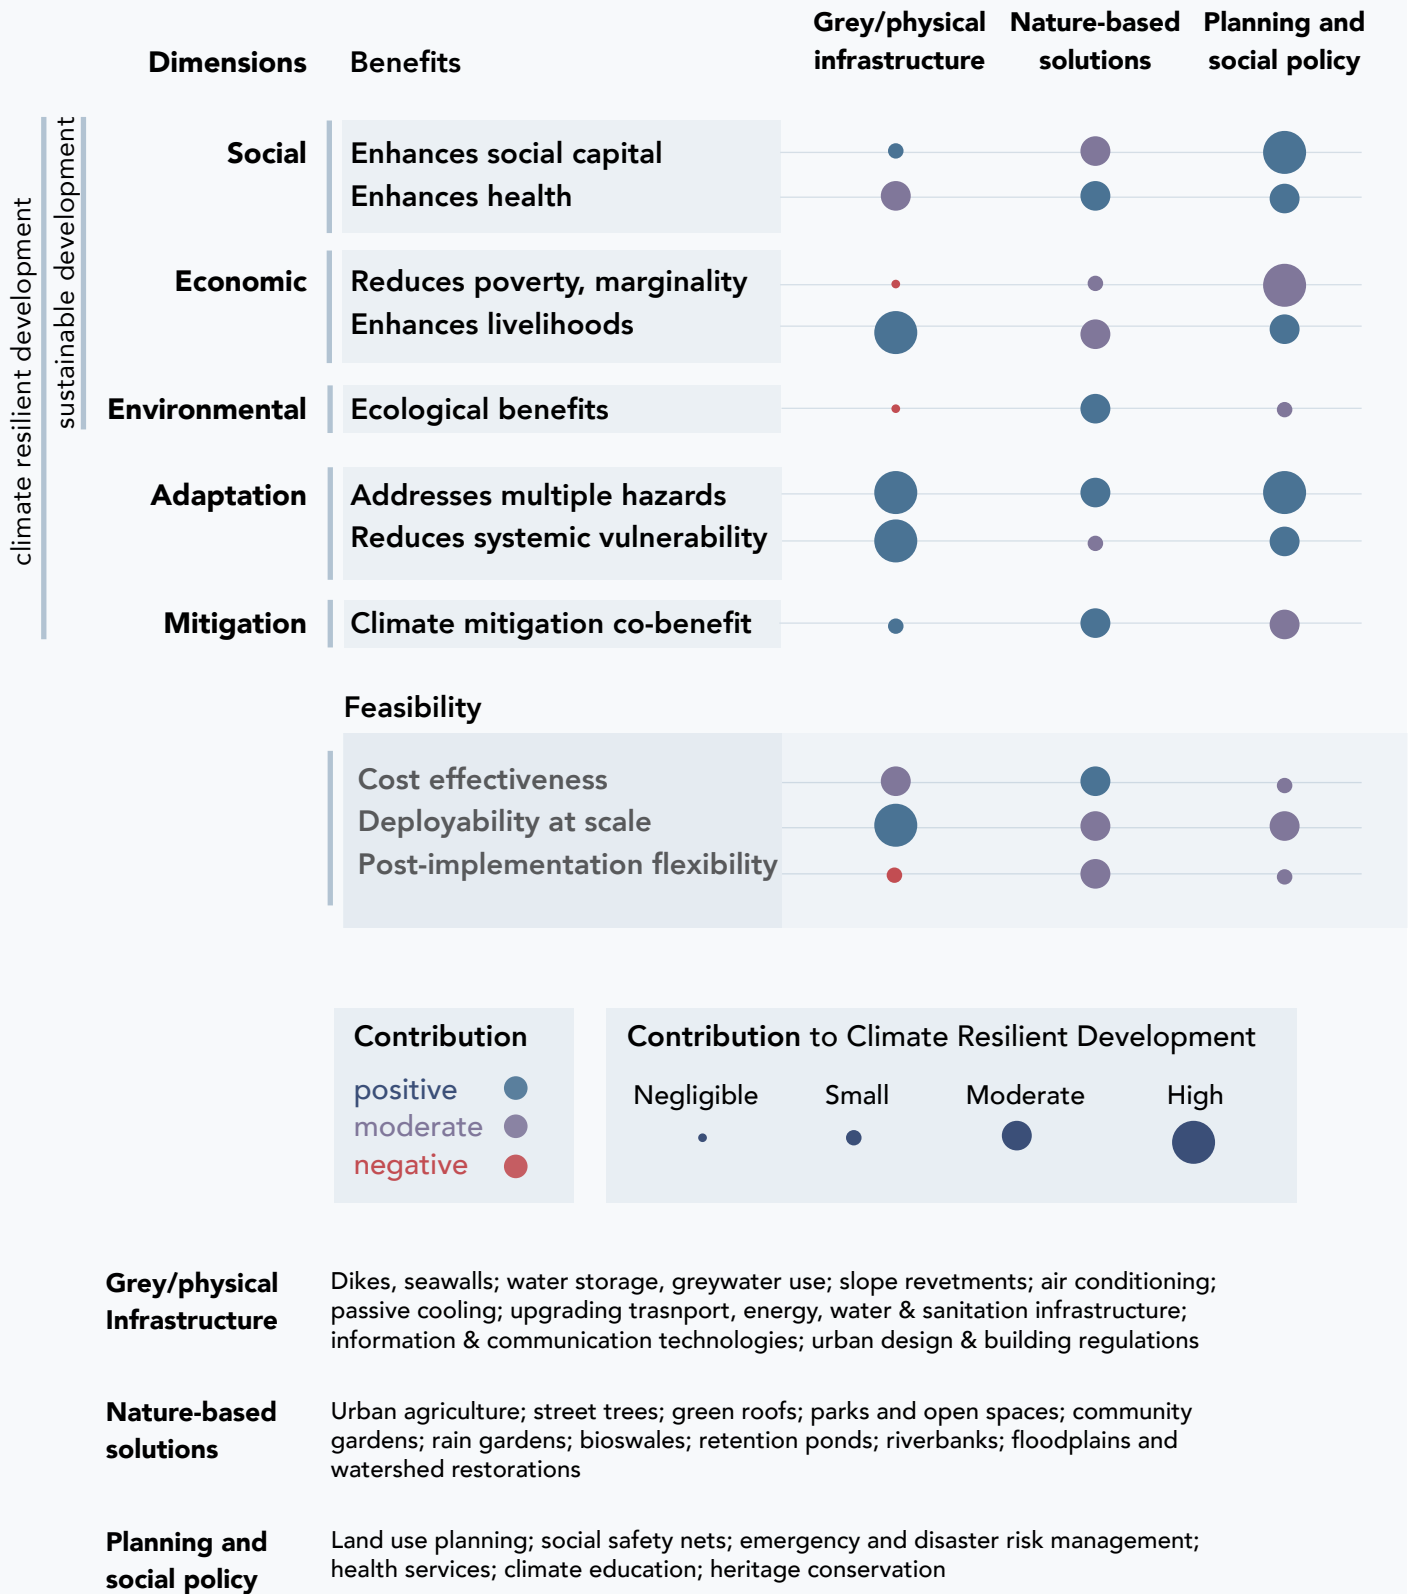 Dimensions
Benefits
Grey/physical
infrastructure
Nature-based
solutions
Planning and
social policy
climate resilient development
sustainable development
Social
Enhances social capital
Enhances health
Economic
Reduces poverty, marginality
Enhances livelihoods
Environmental
Ecological benefits
Adaptation
Addresses multiple hazards
Reduces systemic vulnerability
Mitigation
Climate mitigation co-benefit
Feasibility
Cost effectiveness
Deployability at scale
Post-implementation flexibility
Contribution
positive
moderate
negative
Contribution to Climate Resilient Development
Negligible
Small
Moderate
High
Grey/physical
Infrastructure
Dikes, seawalls; water storage, greywater use; slope revetments; air conditioning;
passive cooling; upgrading trasnport, energy, water & sanitation infrastructure;
information & communication technologies; urban design & building regulations
Nature-based
solutions
Urban agriculture; street trees; green roofs; parks and open spaces; community
gardens; rain gardens; bioswales; retention ponds; riverbanks; floodplains and
watershed restorations
Planning and
social policy
Land use planning; social safety nets; emergency and disaster risk management;
health services; climate education; heritage conservation